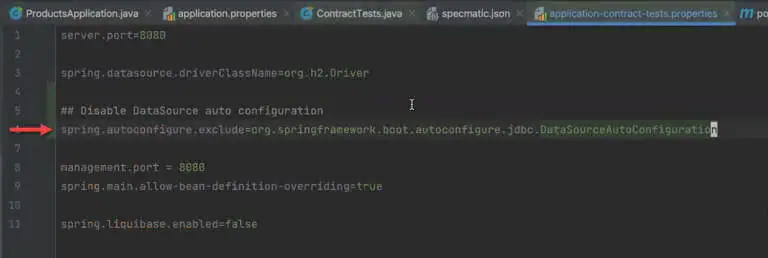 ProductsApplication.java × application.properties × ContractTests.java × specmatic.json × application-contract-tests.properties × po
1 server.port=8080
2
3 spring.datasource.driverClassName=org.h2.Driver
4
5 ## Disable DataSource auto configuration
spring.autoconfigure.exclude=org.springframework.boot.autoconfigure.jdbc.DataSourceAutoConfiguration
7
8 management.port = 8080
9 spring.main.allow-bean-definition-overriding=true
10
11 spring.liquibase.enabled=false